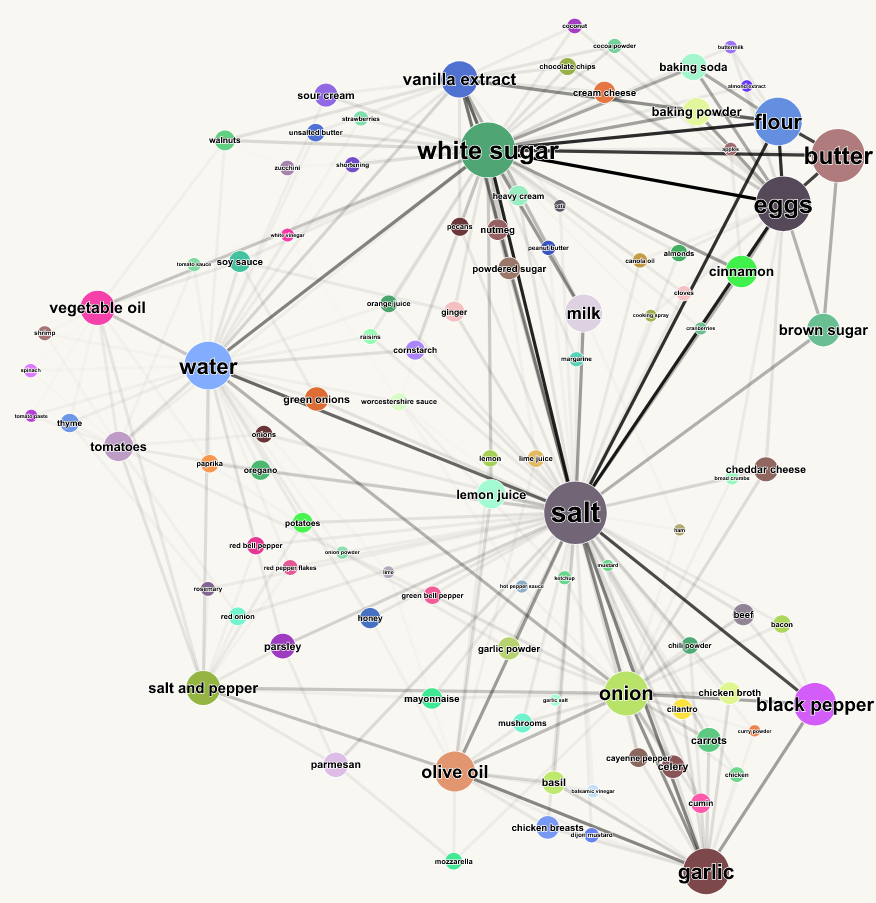 coconut
cocoa powder
buttermilk
chocolate chips
baking soda
vanilla extract
almond extract
sour cream
cream cheese
baking powder
strawberries
flour
unsalted butter
walnuts
white sugar
apples
butter
shortening
zucchini
heavy cream
eggs
oats
pecans
nutmeg
white vinegar
peanut butter
tomato sauce
soy sauce
powdered sugar
canola oil
almonds
cinnamon
cloves
vegetable oil
orange juice
ginger
milk
cooking spray
cranberries
brown sugar
shrimp
raisins
cornstarch
margarine
water
spinach
green onions
worcestershire sauce
tomato paste
thyme
onions
tomatoes
lemon
lime juice
paprika
oregano
cheddar cheese
bread crumbs
lemon juice
salt
potatoes
ham
red bell pepper
onion powder
red pepper flakes
lime
mustard
ketchup
hot pepper sauce
rosemary
green bell pepper
red onion
honey
beef
bacon
parsley
garlic powder
chili powder
salt and pepper
onion
chicken broth
mayonnaise
garlic salt
black pepper
cilantro
mushrooms
curry powder
carrots
cayenne pepper
celery
parmesan
olive oil
chicken
basil
balsamic vinegar
cumin
chicken breasts
dijon mustard
mozzarella
garlic